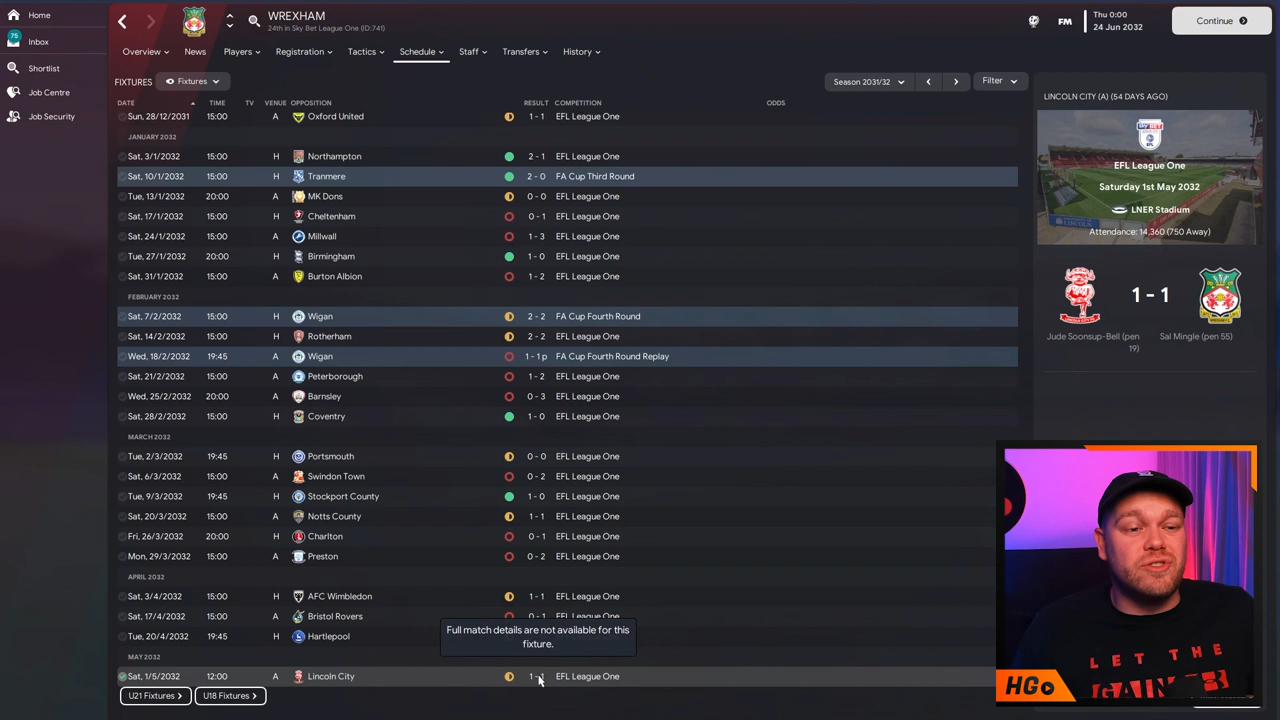 Home
75
Inbox
Shortlist
Job Centre
Job Security
WREXHAM
24th in Sky Bet League One (ID:741)
FM
Thu 0:00
24 Jun 2032
Continue
Overview
News
Players
Registration
Tactics
Schedule
Staff
Transfers
History
FIXTURES
Fixtures
Season 2031/32
Filter
DATE TIME TV VENUE OPPOSITION RESULT COMPETITION ODDS
Sun, 28/12/2031 15:00 A Oxford United 1 - 1 EFL League One
JANUARY 2032
Sat, 3/1/2032 15:00 H Northampton 2 - 1 EFL League One
Sat, 10/1/2032 15:00 H Tranmere 2 - 0 FA Cup Third Round
Tue, 13/1/2032 20:00 A MK Dons 0 - 0 EFL League One
Sat, 17/1/2032 15:00 H Cheltenham 0 - 1 EFL League One
Sat, 24/1/2032 15:00 A Millwall 1 - 3 EFL League One
Tue, 27/1/2032 20:00 H Birmingham 1 - 0 EFL League One
Sat, 31/1/2032 15:00 A Burton Albion 1 - 2 EFL League One
FEBRUARY 2032
Sat, 7/2/2032 15:00 H Wigan 2 - 2 FA Cup Fourth Round
Sat, 14/2/2032 15:00 H Rotherham 2 - 2 EFL League One
Wed, 18/2/2032 19:45 A Wigan 1 - 1 p FA Cup Fourth Round Replay
Sat, 21/2/2032 15:00 A Peterborough 1 - 2 EFL League One
Wed, 25/2/2032 20:00 A Barnsley 0 - 3 EFL League One
Sat, 28/2/2032 15:00 H Coventry 1 - 0 EFL League One
MARCH 2032
Tue, 2/3/2032 19:45 H Portsmouth 0 - 0 EFL League One
Sat, 6/3/2032 15:00 A Swindon Town 0 - 2 EFL League One
Tue, 9/3/2032 19:45 H Stockport County 1 - 0 EFL League One
Sat, 20/3/2032 15:00 A Notts County 1 - 1 EFL League One
Fri, 26/3/2032 20:00 H Charlton 0 - 1 EFL League One
Mon, 29/3/2032 15:00 A Preston 0 - 2 EFL League One
APRIL 2032
Sat, 3/4/2032 15:00 H AFC Wimbledon 1 - 1 EFL League One
Sat, 17/4/2032 15:00 A Bristol Rovers 0 - 1 EFL League One
Tue, 20/4/2032 19:45 H Hartlepool EFL League One
Full match details are not available for this
fixture.
MAY 2032
Sat, 1/5/2032 12:00 A Lincoln City 1 - 1 EFL League One
U21 Fixtures
U18 Fixtures
LINCOLN CITY (A) (54 DAYS AGO)
sky BET
EFL
EFL League One
Saturday 1st May 2032
LNER Stadium
Attendance: 14,360 (750 Away)
1 - 1
Jude Soonsup-Bell (pen
19)
Sal Mingle (pen 55)
LET THE
GAIN
HG